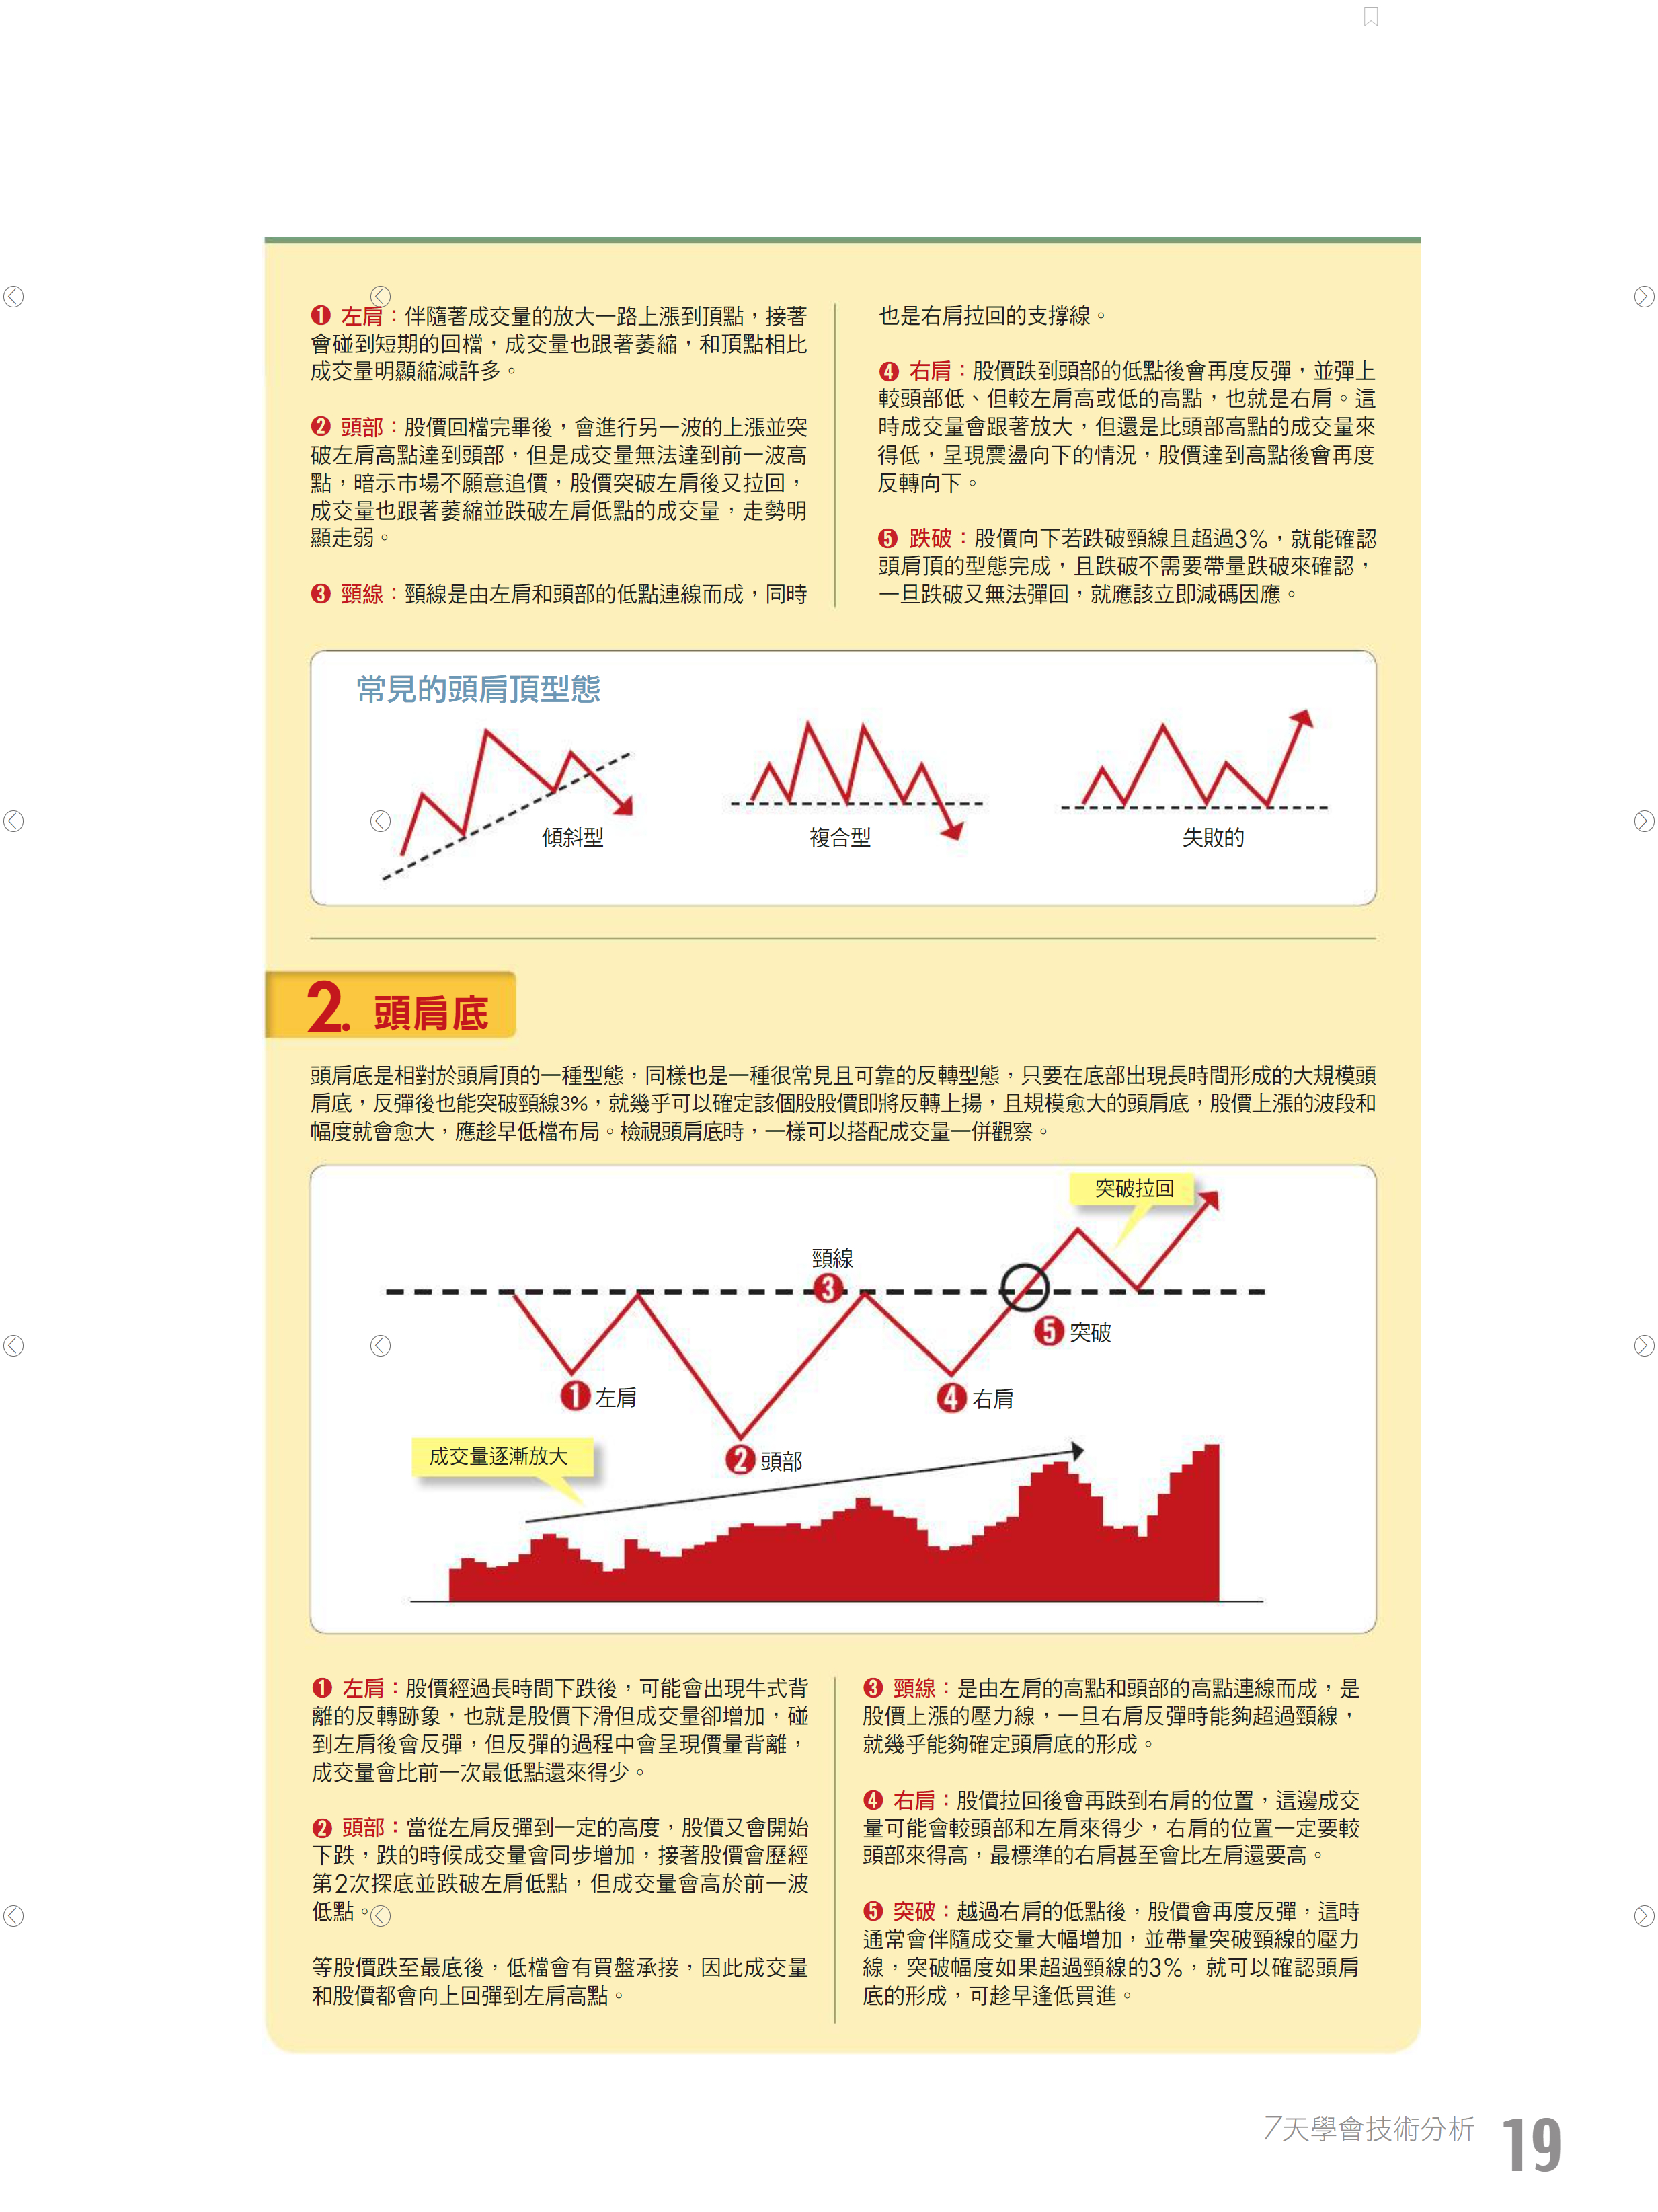 ❶ 左肩：伴隨著成交量的放大一路上漲到頂點，接著
會碰到短期的回檔，成交量也跟著萎縮，和頂點相比
成交量明顯縮減許多。
❷ 頭部：股價回檔完畢後，會進行另一波的上漲並突
破左肩高點達到頭部，但是成交量無法達到前一波高
點，暗示市場不願意追價，股價突破左肩後又拉回，
成交量也跟著萎縮並跌破左肩低點的成交量，走勢明
顯走弱。
❸ 頸線：頸線是由左肩和頭部的低點連線而成，同時
也是右肩拉回的支撐線。
❹ 右肩：股價跌到頭部的低點後會再度反彈，並彈上
較頭部低、但較左肩高或低的高點，也就是右肩。這
時成交量會跟著放大，但還是比頭部高點的成交量來
得低，呈現震盪向下的情況，股價達到高點後會再度
反轉向下。
❺ 跌破：股價向下若跌破頸線且超過3%，就能確認
頭肩頂的型態完成，且跌破不需要帶量跌破來確認，
一旦跌破又無法彈回，就應該立即減碼因應。
常見的頭肩頂型態
傾斜型
複合型
失敗的
2. 頭肩底
頭肩底是相對於頭肩頂的一種型態，同樣也是一種很常見且可靠的反轉型態，只要在底部出現長時間形成的大規模頭
肩底，反彈後也能突破頸線3%，就幾乎可以確定該個股股價即將反轉上揚，且規模愈大的頭肩底，股價上漲的波段和
幅度就會愈大，應趁早低檔布局。檢視頭肩底時，一樣可以搭配成交量一併觀察。
突破拉回
頸線
❸
❺ 突破
❶ 左肩
❹ 右肩
成交量逐漸放大
❷ 頭部
❶ 左肩：股價經過長時間下跌後，可能會出現牛式背
離的反轉跡象，也就是股價下滑但成交量卻增加，碰
到左肩後會反彈，但反彈的過程中會呈現價量背離，
成交量會比前一次最低點還來得少。
❷ 頭部：當從左肩反彈到一定的高度，股價又會開始
下跌，跌的時候成交量會同步增加，接著股價會歷經
第2次探底並跌破左肩低點，但成交量會高於前一波
低點。
等股價跌至最底後，低檔會有買盤承接，因此成交量
和股價都會向上回彈到左肩高點。
❸ 頸線：是由左肩的高點和頭部的高點連線而成，是
股價上漲的壓力線，一旦右肩反彈時能夠超過頸線，
就幾乎能夠確定頭肩底的形成。
❹ 右肩：股價拉回後會再跌到右肩的位置，這邊成交
量可能會較頭部和左肩來得少，右肩的位置一定要較
頭部來得高，最標準的右肩甚至會比左肩還要高。
❺ 突破：越過右肩的低點後，股價會再度反彈，這時
通常會伴隨成交量大幅增加，並帶量突破頸線的壓力
線，突破幅度如果超過頸線的3%，就可以確認頭肩
底的形成，可趁早逢低買進。
7天學會技術分析 19